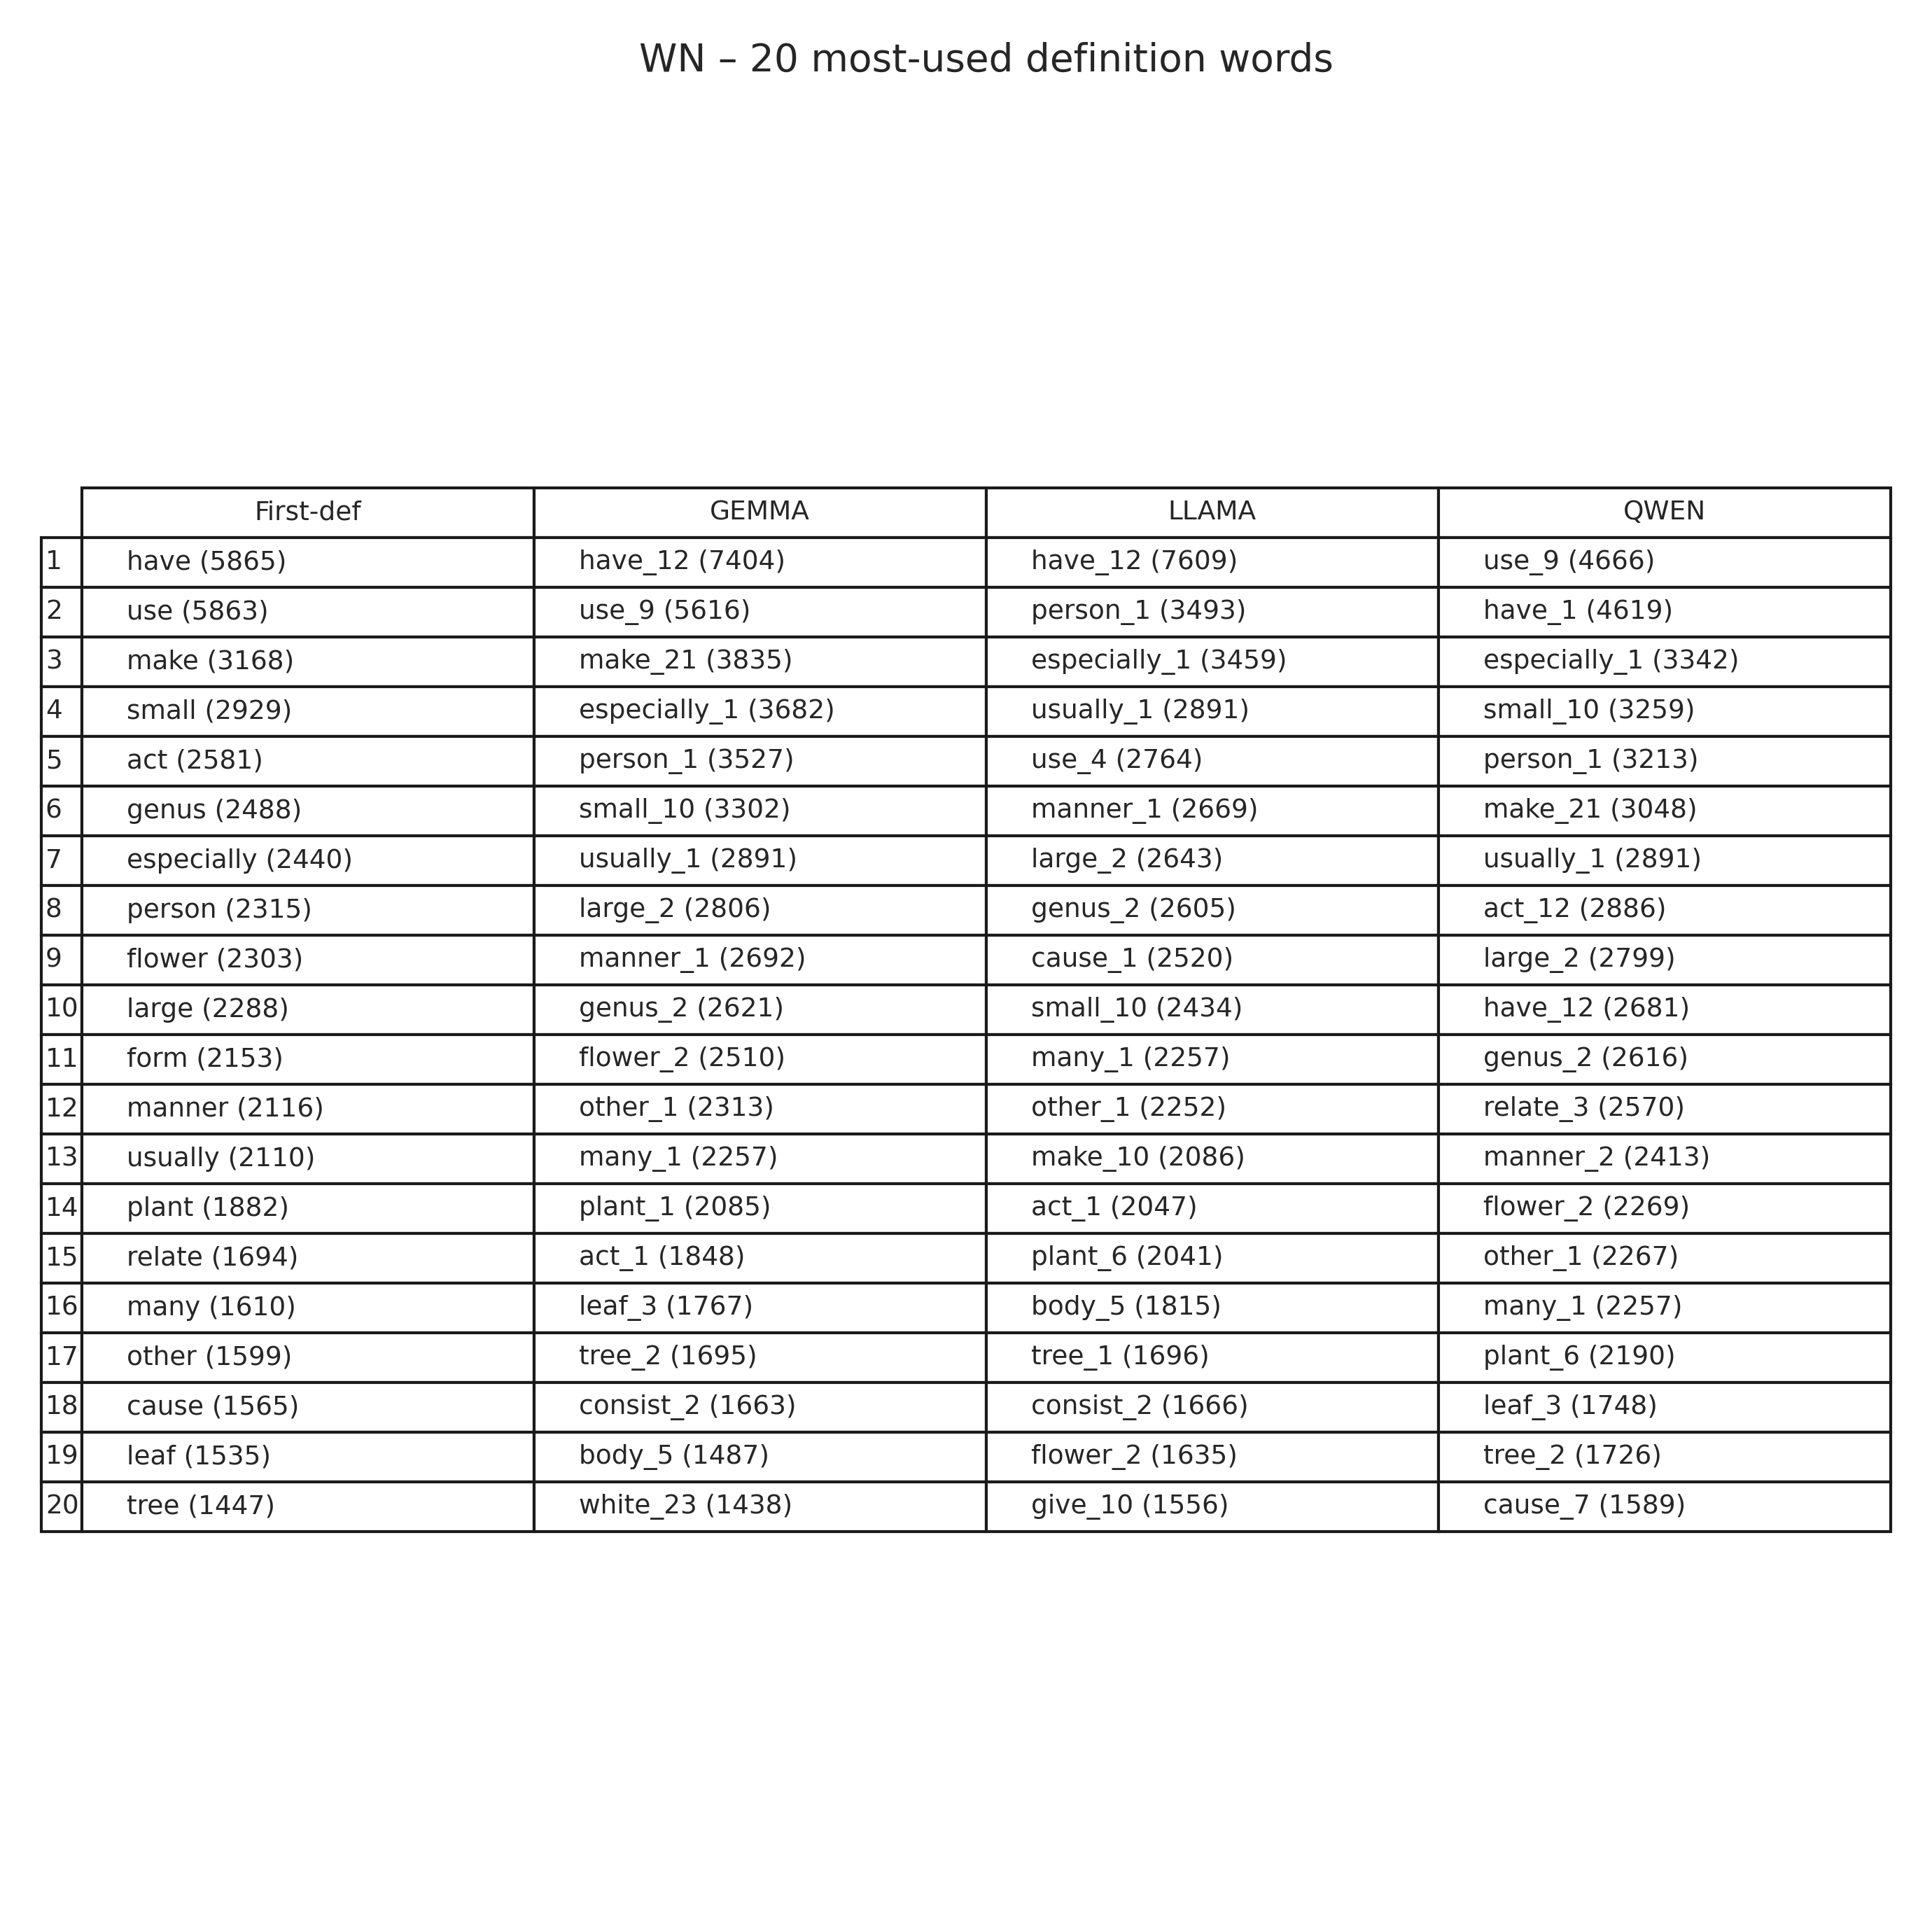 WN – 20 most-used definition words
First-def GEMMA LLAMA QWEN
1 have (5865) have_12 (7404) have_12 (7609) use_9 (4666)
2 use (5863) use_9 (5616) person_1 (3493) have_1 (4619)
3 make (3168) make_21 (3835) especially_1 (3459) especially_1 (3342)
4 small (2929) especially_1 (3682) usually_1 (2891) small_10 (3259)
5 act (2581) person_1 (3527) use_4 (2764) person_1 (3213)
6 genus (2488) small_10 (3302) manner_1 (2669) make_21 (3048)
7 especially (2440) usually_1 (2891) large_2 (2643) usually_1 (2891)
8 person (2315) large_2 (2806) genus_2 (2605) act_12 (2886)
9 flower (2303) manner_1 (2692) cause_1 (2520) large_2 (2799)
10 large (2288) genus_2 (2621) small_10 (2434) have_12 (2681)
11 form (2153) flower_2 (2510) many_1 (2257) genus_2 (2616)
12 manner (2116) other_1 (2313) other_1 (2252) relate_3 (2570)
13 usually (2110) many_1 (2257) make_10 (2086) manner_2 (2413)
14 plant (1882) plant_1 (2085) act_1 (2047) flower_2 (2269)
15 relate (1694) act_1 (1848) plant_6 (2041) other_1 (2267)
16 many (1610) leaf_3 (1767) body_5 (1815) many_1 (2257)
17 other (1599) tree_2 (1695) tree_1 (1696) plant_6 (2190)
18 cause (1565) consist_2 (1663) consist_2 (1666) leaf_3 (1748)
19 leaf (1535) body_5 (1487) flower_2 (1635) tree_2 (1726)
20 tree (1447) white_23 (1438) give_10 (1556) cause_7 (1589)